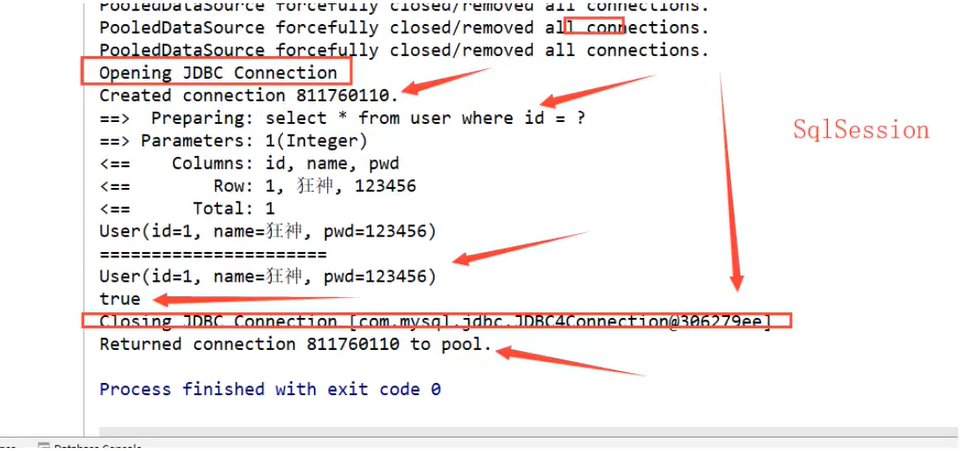 PooledDataSource forcefully closed/removed all connections.
PooledDataSource forcefully closed/removed all connections.
PooledDataSource forcefully closed/removed all connections.
Opening JDBC Connection
Created connection 811760110.
==>  Preparing: select * from user where id = ?
==> Parameters: 1(Integer)
<==    Columns: id, name, pwd
<==        Row: 1, 狂神, 123456
<==      Total: 1
User(id=1, name=狂神, pwd=123456)
======================
User(id=1, name=狂神, pwd=123456)
true
Closing JDBC Connection [com.mysql.jdbc.JDBC4Connection@306279ee]
Returned connection 811760110 to pool.
Process finished with exit code 0
SqlSession
Database Console